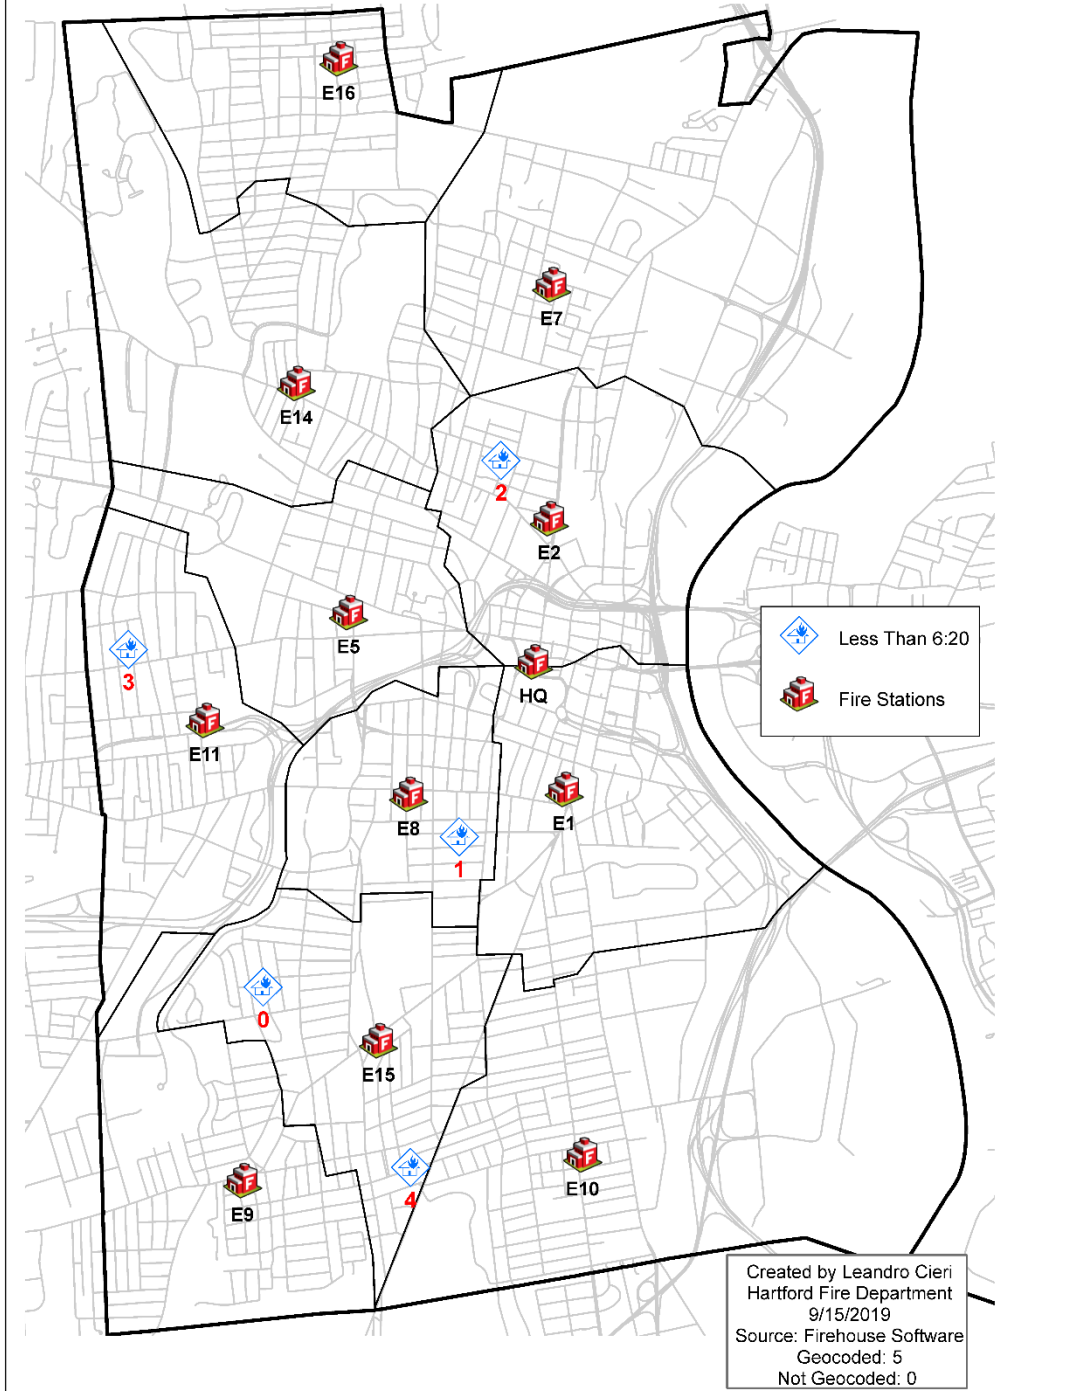 E16
E7
E14
2
E2
E5
Less Than 6:20
3
HQ
Fire Stations
E11
E8
E1
1
0
E15
E10
4
E9
Created by Leandro Cieri
Hartford Fire Department
9/15/2019
Source: Firehouse Software
Geocoded: 5
Not Geocoded: 0